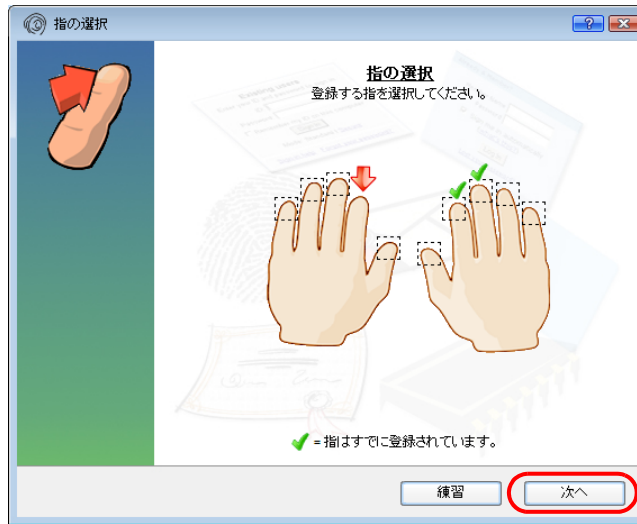 指の選択
指の選択
登録する指を選択してください。
= 指はすでに登録されています。
練習
次へ